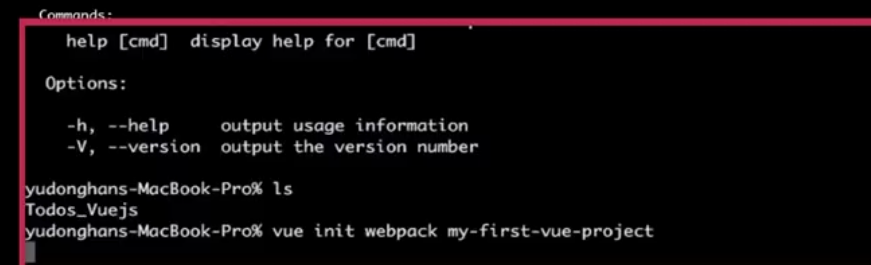 Commands:
help [cmd]  display help for [cmd]
Options:
-h, --help     output usage information
-V, --version  output the version number
yudonghans-MacBook-Pro% ls
Todos_Vuejs
yudonghans-MacBook-Pro% vue init webpack my-first-vue-project